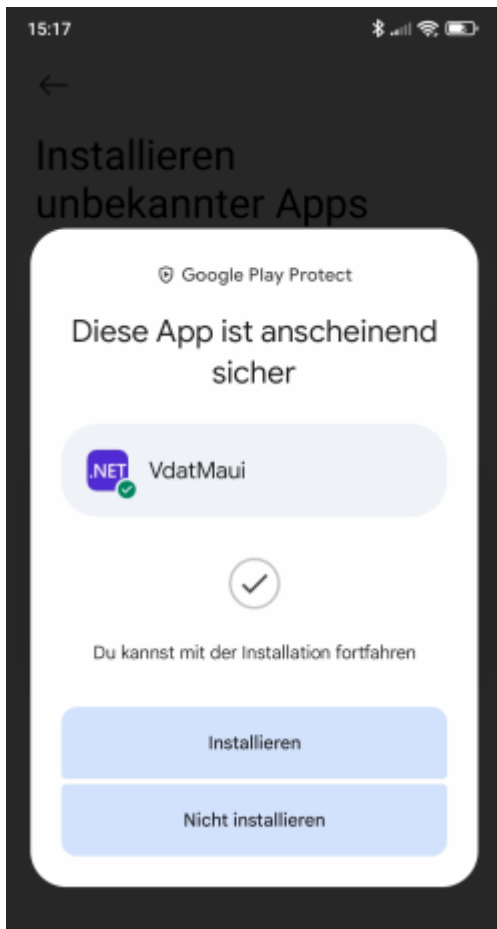 15:17
Installieren
unbekannter Apps
Google Play Protect
Diese App ist anscheinend
sicher
.NET
VdatMaui
Du kannst mit der Installation fortfahren
Installieren
Nicht installieren